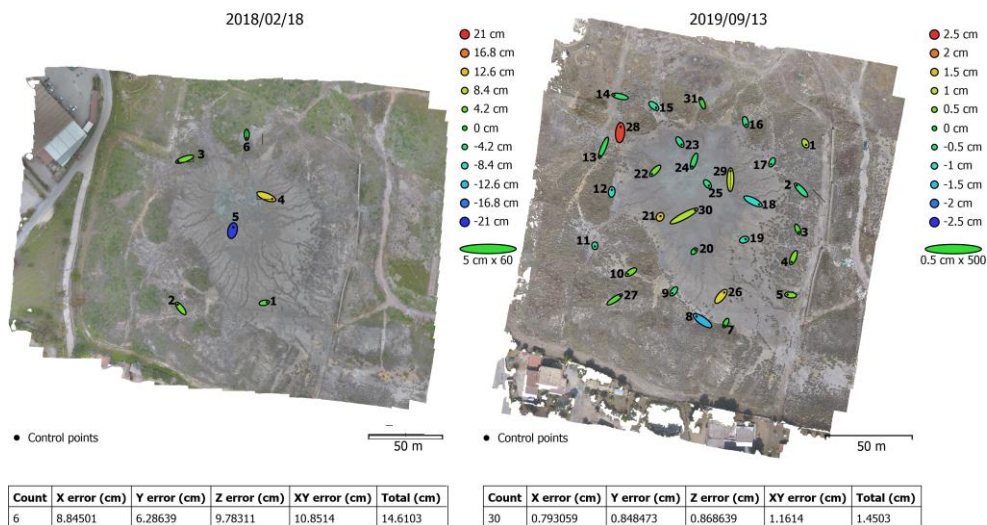 2018/02/18
21 cm
16.8 cm
12.6 cm
8.4 cm
4.2 cm
0 cm
-4.2 cm
-8.4 cm
-12.6 cm
-16.8 cm
-21 cm
5 cm x 60
3
6
4
5
2
1
Control points
50 m
Count X error (cm) Y error (cm) Z error (cm) XY error (cm) Total (cm)
6 8.84501 6.28639 9.78311 10.8514 14.6103
2019/09/13
2.5 cm
2 cm
1.5 cm
1 cm
0.5 cm
0 cm
-0.5 cm
-1 cm
-1.5 cm
-2 cm
-2.5 cm
0.5 cm x 500
14
15
31
16
28
13
23
1
24
17
22
29
25
2
12
18
21
30
3
11
19
20
4
10
9
26
5
27
8
7
Control points
50 m
Count X error (cm) Y error (cm) Z error (cm) XY error (cm) Total (cm)
30 0.793059 0.848473 0.868639 1.1614 1.4503